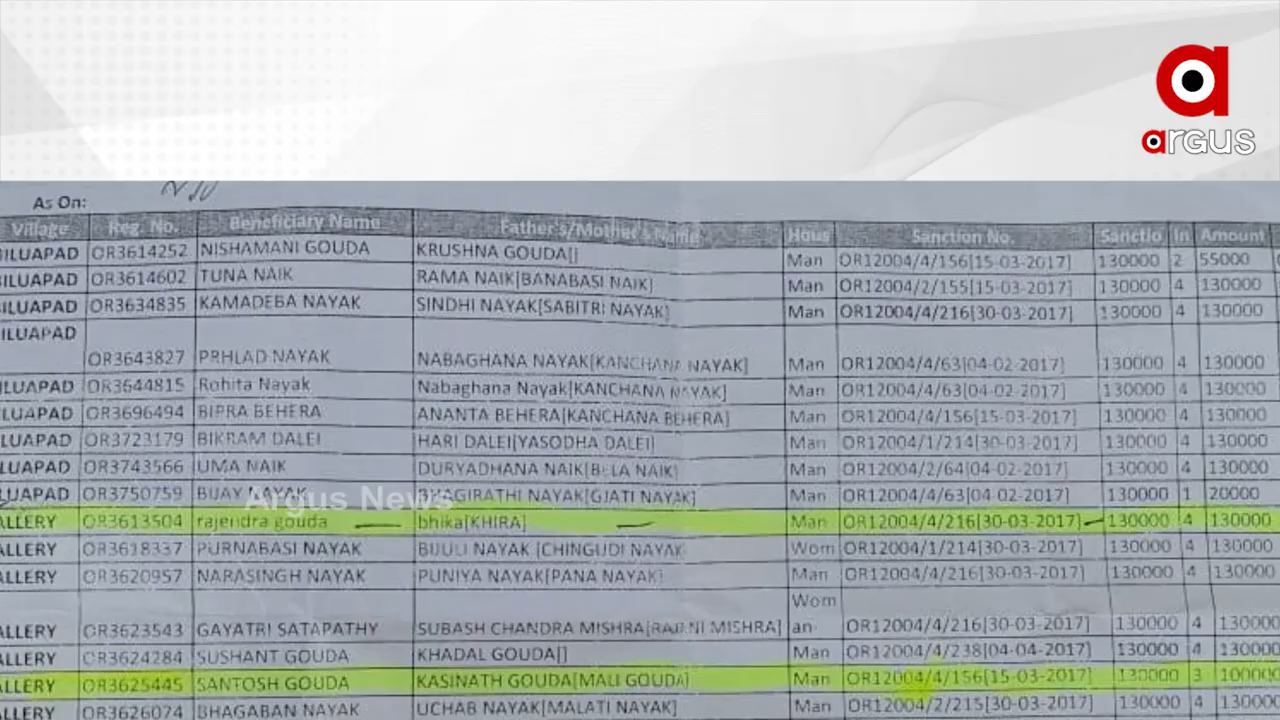 argus
As On:
Village Reg. No. Beneficiary Name Father's/Mother's Name Hous Sanction No. Sanctio In Amount
ILUAPAD OR3614252 NISHAMANI GOUDA KRUSHNA GOUDA[] Man OR12004/4/156[15-03-2017] 130000 2 55000
ILUAPAD OR3614602 TUNA NAIK RAMA NAIK[BANABASI NAIK] Man OR12004/2/155[15-03-2017] 130000 4 130000
ILUAPAD OR3634835 KAMADEBA NAYAK SINDHI NAYAK[SABITRI NAYAK] Man OR12004/4/216[30-03-2017] 130000 4 130000
ILUAPAD
OR3643827 PRHLAD NAYAK NABAGHANA NAYAK[KANCHANA NAYAK] Man OR12004/4/63[04-02-2017] 130000 4 130000
ILUAPAD OR3644815 Rohita Nayak Nabaghana Nayak[KANCHANA NAYAK] Man OR12004/4/63[04-02-2017] 130000 4 130000
LUAPAD OR3696494 BIPRA BEHERA ANANTA BEHERA[KANCHANA BEHERA] Man OR12004/4/156[15-03-2017] 130000 4 130000
LUAPAD OR3723179 BIKRAM DALEI HARI DALEI[YASODHA DALEI] Man OR12004/1/214[30-03-2017] 130000 4 130000
LUAPAD OR3743566 UMA NAIK DURYADHANA NAIK[BELA NAIK] Man OR12004/2/64[04-02-2017] 130000 4 130000
LUAPAD OR3750759 BIJAY NAYAK BHAGIRATHI NAYAK[GJATI NAYAK] Man OR12004/4/63[04-02-2017] 130000 1 20000
Argus News
ALLERY OR3613504 rajendra gouda bhika[KHIRA] Man OR12004/4/216[30-03-2017] 130000 4 130000
ALLERY OR3618337 PURNABASI NAYAK BIJULI NAYAK [CHINGUDI NAYAK Wom OR12004/1/214[30-03-2017] 130000 4 130000
ALLERY OR3620957 NARASINGH NAYAK PUNIYA NAYAK[PANA NAYAK] Man OR12004/4/216[30-03-2017] 130000 4 130000
Wom
ALLERY OR3623543 GAYATRI SATAPATHY SUBASH CHANDRA MISHRA[RAJANI MISHRA] an OR12004/4/216[30-03-2017] 130000 4 130000
ALLERY OR3624284 SUSHANT GOUDA KHADAL GOUDA[] Man OR12004/4/238[04-04-2017] 130000 4 130000
ALLERY OR3625445 SANTOSH GOUDA KASINATH GOUDA[MALI GOUDA] Man OR12004/4/156[15-03-2017] 130000 3 100000
ALLERY OR3626074 BHAGABAN NAYAK UCHAB NAYAK[MALATI NAYAK] Man OR12004/2/215[30-03-2017] 130000 4 130000